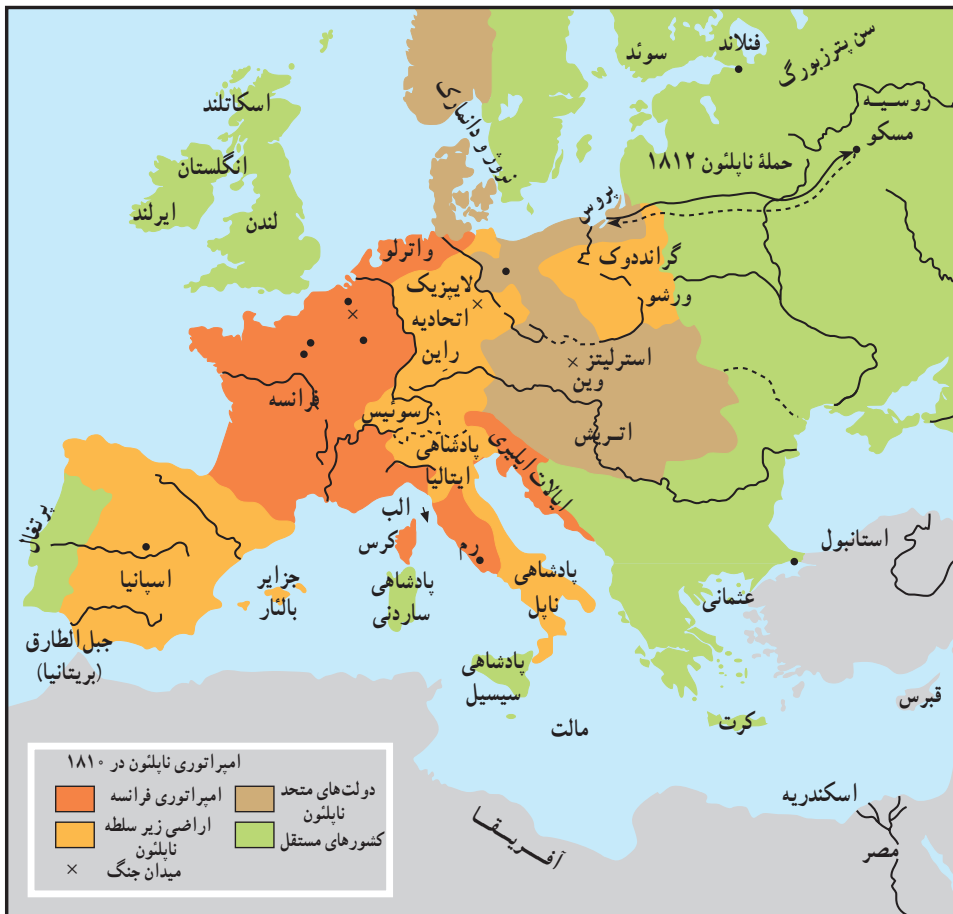 سن پترزبورگ
فنلاند
سوئد
روسیه
مسکو
حملهٔ ناپلئون ۱۸۱۲
اسکاتلند
انگلستان
ایرلند
لندن
نروژ و دانمارک
پروس
گرانددوک
ورشو
واترلو
لایپزیک
اتحادیه
راین
استرلیتز
وین
فرانسه
سوئیس
اتریش
پادشاهی
ایتالیا
ایالات ایلیری
الب
کرس
رم
پرتغال
اسپانیا
جزایر
بالئار
پادشاهی
ساردنی
پادشاهی
ناپل
استانبول
عثمانی
جبل‌الطارق
(بریتانیا)
پادشاهی
سیسیل
مالت
کرت
قبرس
اسکندریه
مصر
آفریقا
امپراتوری ناپلئون در ۱۸۱۰
امپراتوری فرانسه
دولت‌های متحد
ناپلئون
اراضی زیر سلطه
ناپلئون
کشورهای مستقل
میدان جنگ